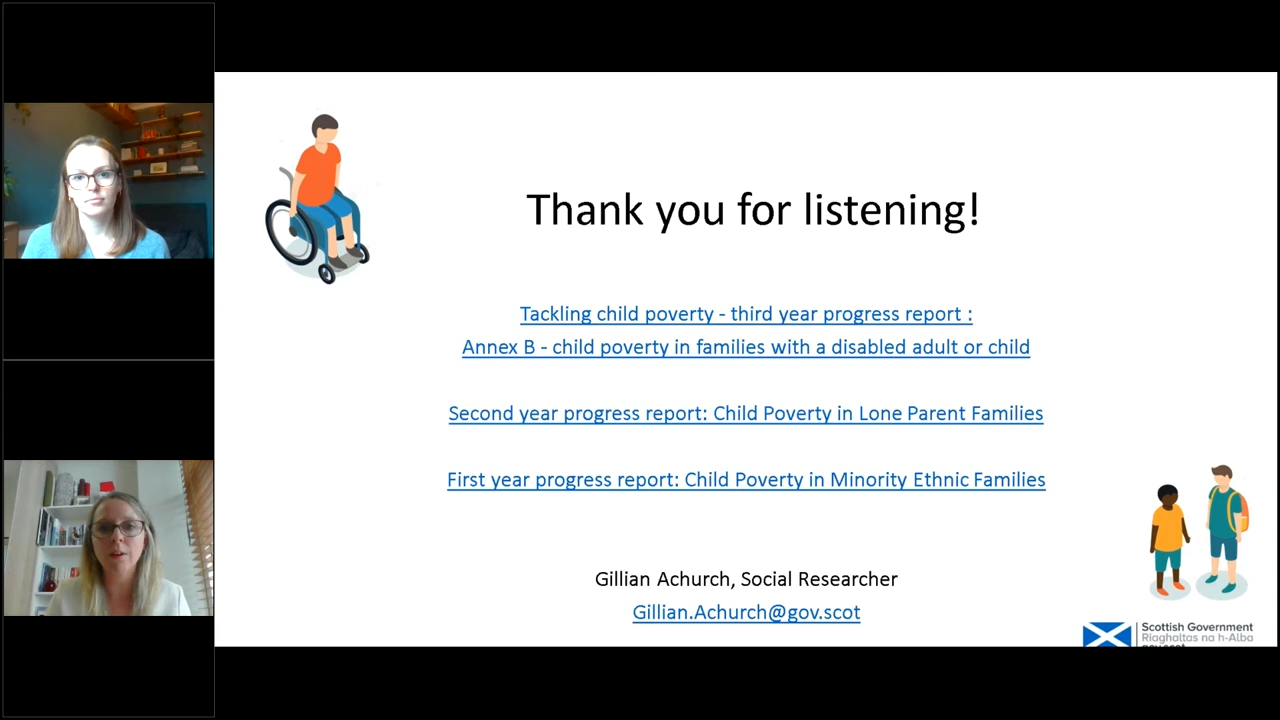 Thank you for listening!
Tackling child poverty - third year progress report :
Annex B - child poverty in families with a disabled adult or child
Second year progress report: Child Poverty in Lone Parent Families
First year progress report: Child Poverty in Minority Ethnic Families
Gillian Achurch, Social Researcher
Gillian.Achurch@gov.scot
Scottish Government
Riaghaltas na h-Alba
gov.scot